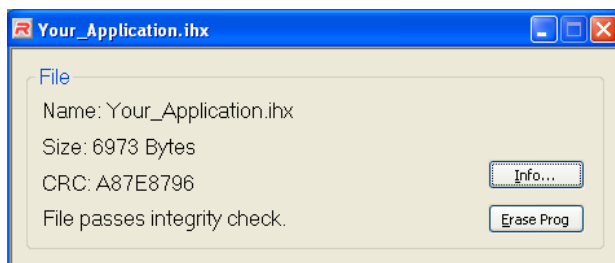 Your_Application.ihx
File
Name: Your_Application.ihx
Size: 6973 Bytes
CRC: A87E8796
Info...
File passes integrity check.
Erase Prog